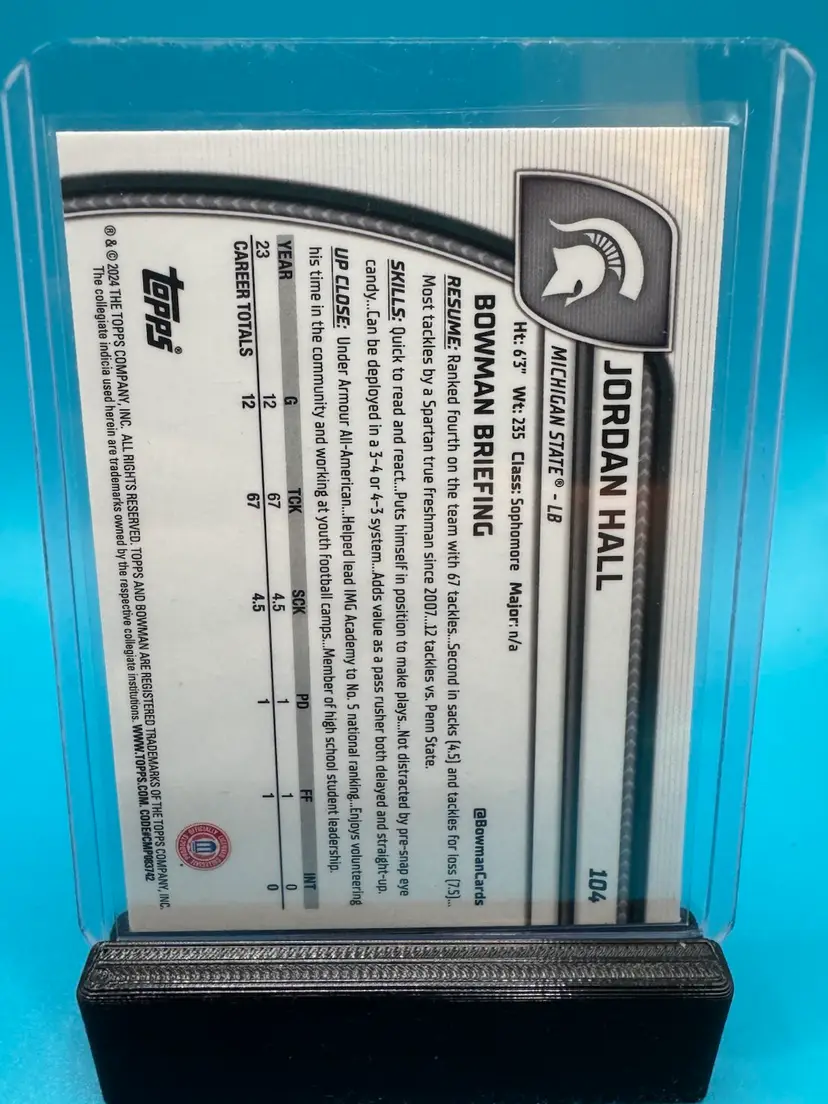 JORDAN HALL
104
MICHIGAN STATE® - LB
Ht: 6'3" Wt: 235 Class: Sophomore Major: n/a
BOWMAN BRIEFING
@BowmanCards
RESUME: Ranked fourth on the team with 67 tackles...Second in sacks (4.5) and tackles for loss (7.5)...
Most tackles by a Spartan true freshman since 2007...12 tackles vs. Penn State.
SKILLS: Quick to read and react...Puts himself in position to make plays...Not distracted by pre-snap eye
candy...Can be deployed in a 3-4 or 4-3 system...Adds value as a pass rusher both delayed and straight-up.
UP CLOSE: Under Armour All-American...Helped lead IMG Academy to No. 5 national ranking...Enjoys volunteering
his time in the community and working at youth football camps...Member of high school student leadership.
YEAR G TCK SCK PD FF INT
23 12 67 4.5 1 1 0
CAREER TOTALS 12 67 4.5 1 1 0
topps®
® & © 2024 THE TOPPS COMPANY, INC. ALL RIGHTS RESERVED. TOPPS AND BOWMAN ARE REGISTERED TRADEMARKS OF THE TOPPS COMPANY, INC.
The collegiate indicia used herein are trademarks owned by the respective collegiate institutions. WWW.TOPPS.COM. CODE#CMP083742
OFFICIALLY LICENSED COLLEGIATE PRODUCTS